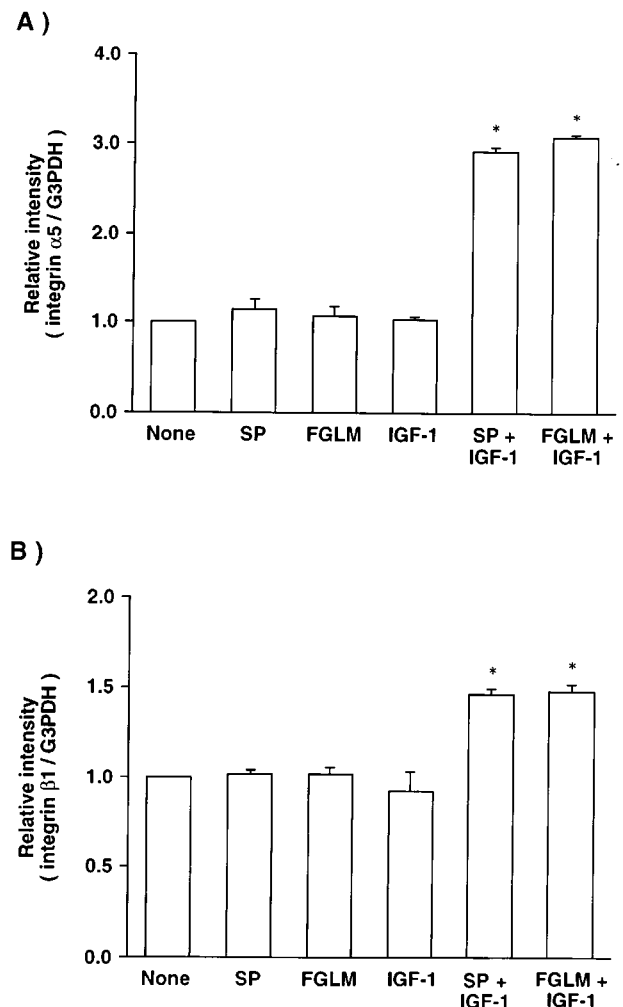 A )
Relative intensity
( integrin α5 / G3PDH )
4.0
3.0
2.0
1.0
0.0
*
*
None SP FGLM IGF-1 SP + FGLM +
IGF-1 IGF-1
B )
Relative intensity
( integrin β1 / G3PDH )
2.0
1.5
1.0
0.5
0.0
*
*
None SP FGLM IGF-1 SP + FGLM +
IGF-1 IGF-1